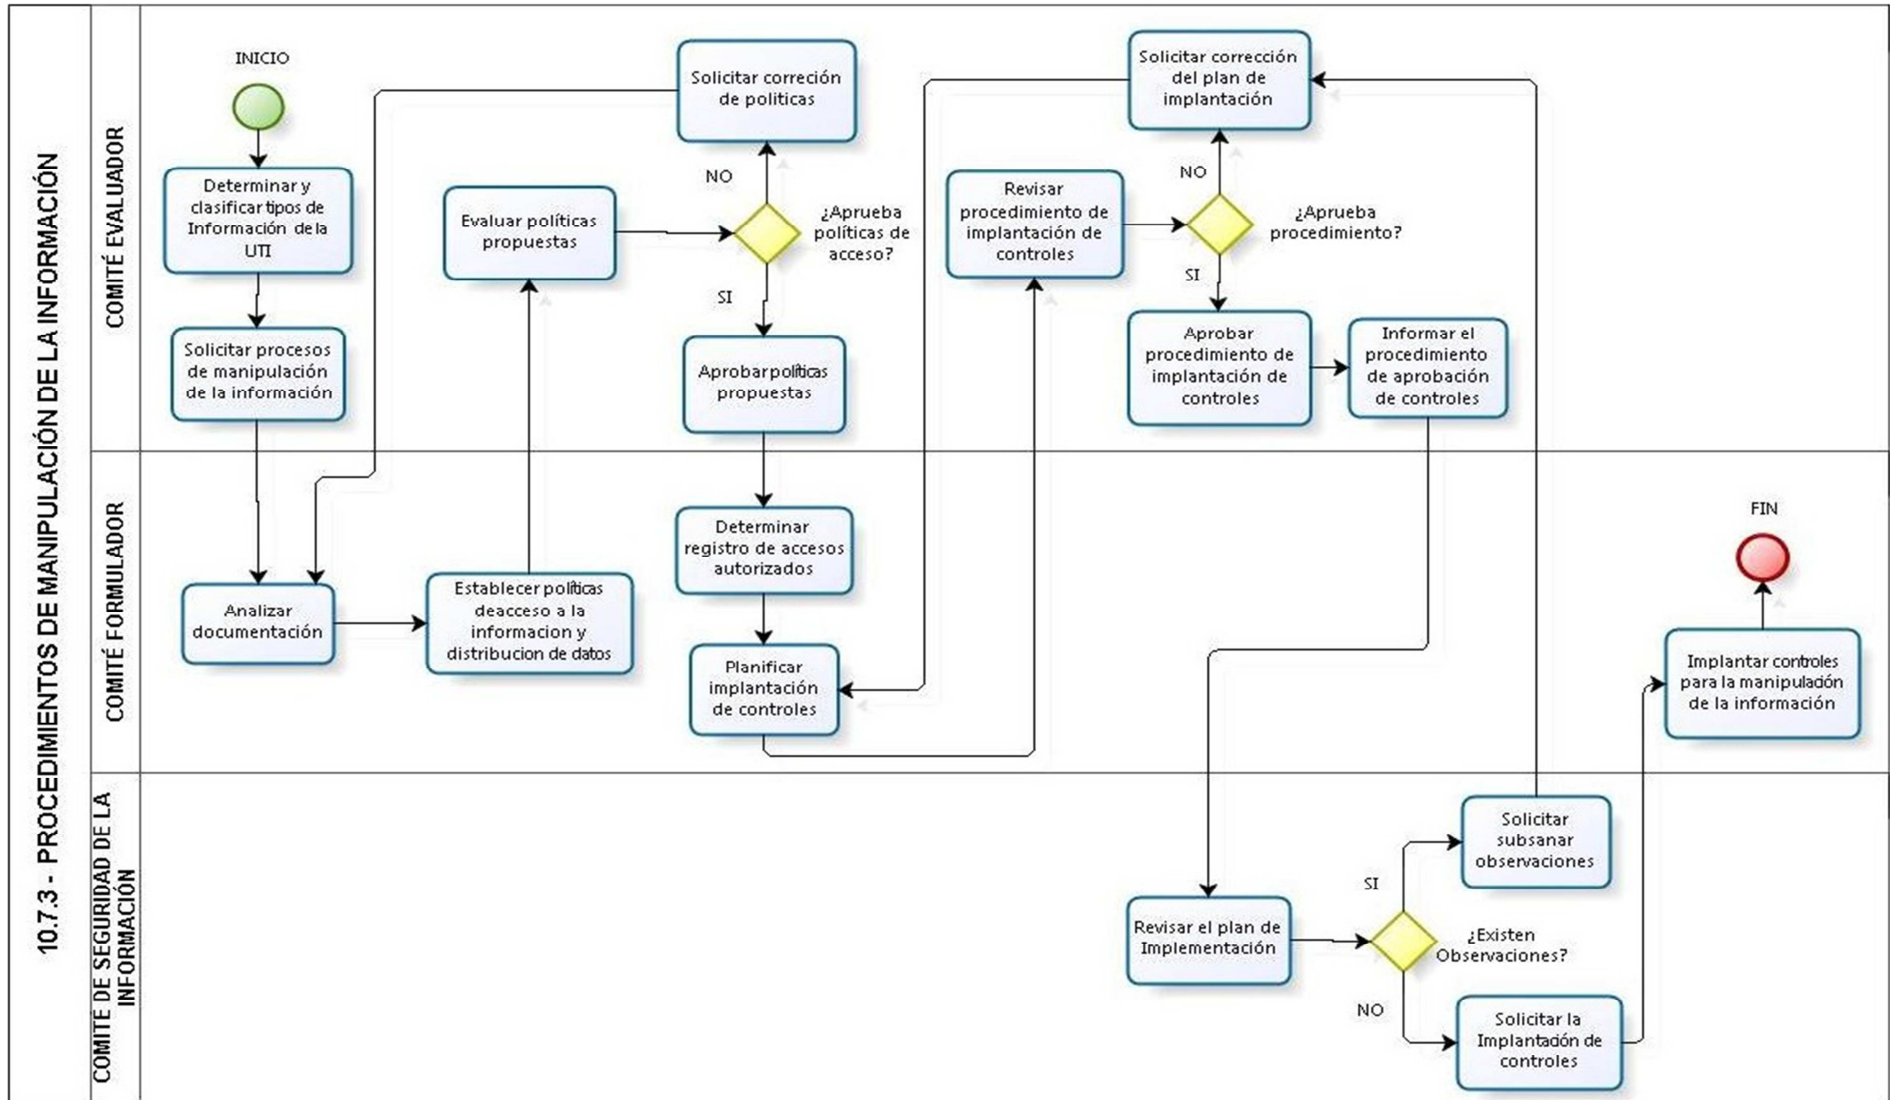 10.7.3 - PROCEDIMIENTOS DE MANIPULACIÓN DE LA INFORMACIÓN
COMITÉ EVALUADOR
INICIO
Determinar y
clasificar tipos de
Información de la
UTI
Solicitar procesos
de manipulación
de la información
Solicitar correción
de politicas
NO
Evaluar políticas
propuestas
¿Aprueba
políticas de
acceso?
SI
Aprobar políticas
propuestas
Solicitar corrección
del plan de
implantación
NO
Revisar
procedimiento de
implantación de
controles
¿Aprueba
procedimiento?
SI
Aprobar
procedimiento de
implantación de
controles
Informar el
procedimiento
de aprobación
de controles
COMITÉ FORMULADOR
Analizar
documentación
Establecer políticas
deacceso a la
informacion y
distribucion de datos
Determinar
registro de accesos
autorizados
Planificar
implantación
de controles
FIN
Implantar controles
para la manipulación
de la información
COMITE DE SEGURIDAD DE LA
INFORMACIÓN
Revisar el plan de
Implementación
SI
¿Existen
Observaciones?
NO
Solicitar
subsanar
observaciones
Solicitar la
Implantación de
controles